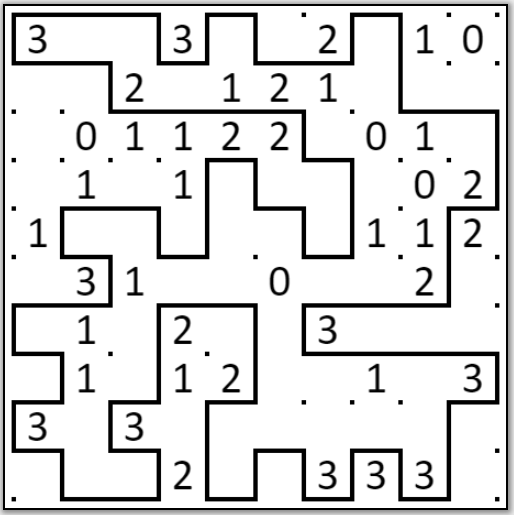 3 3 2 1 0
2 1 2 1
0 1 1 2 2 0 1
1 1 0 2
1 1 1 2
3 1 0 2
1 2 3
1 1 2 1 3
3 3
2 3 3 3